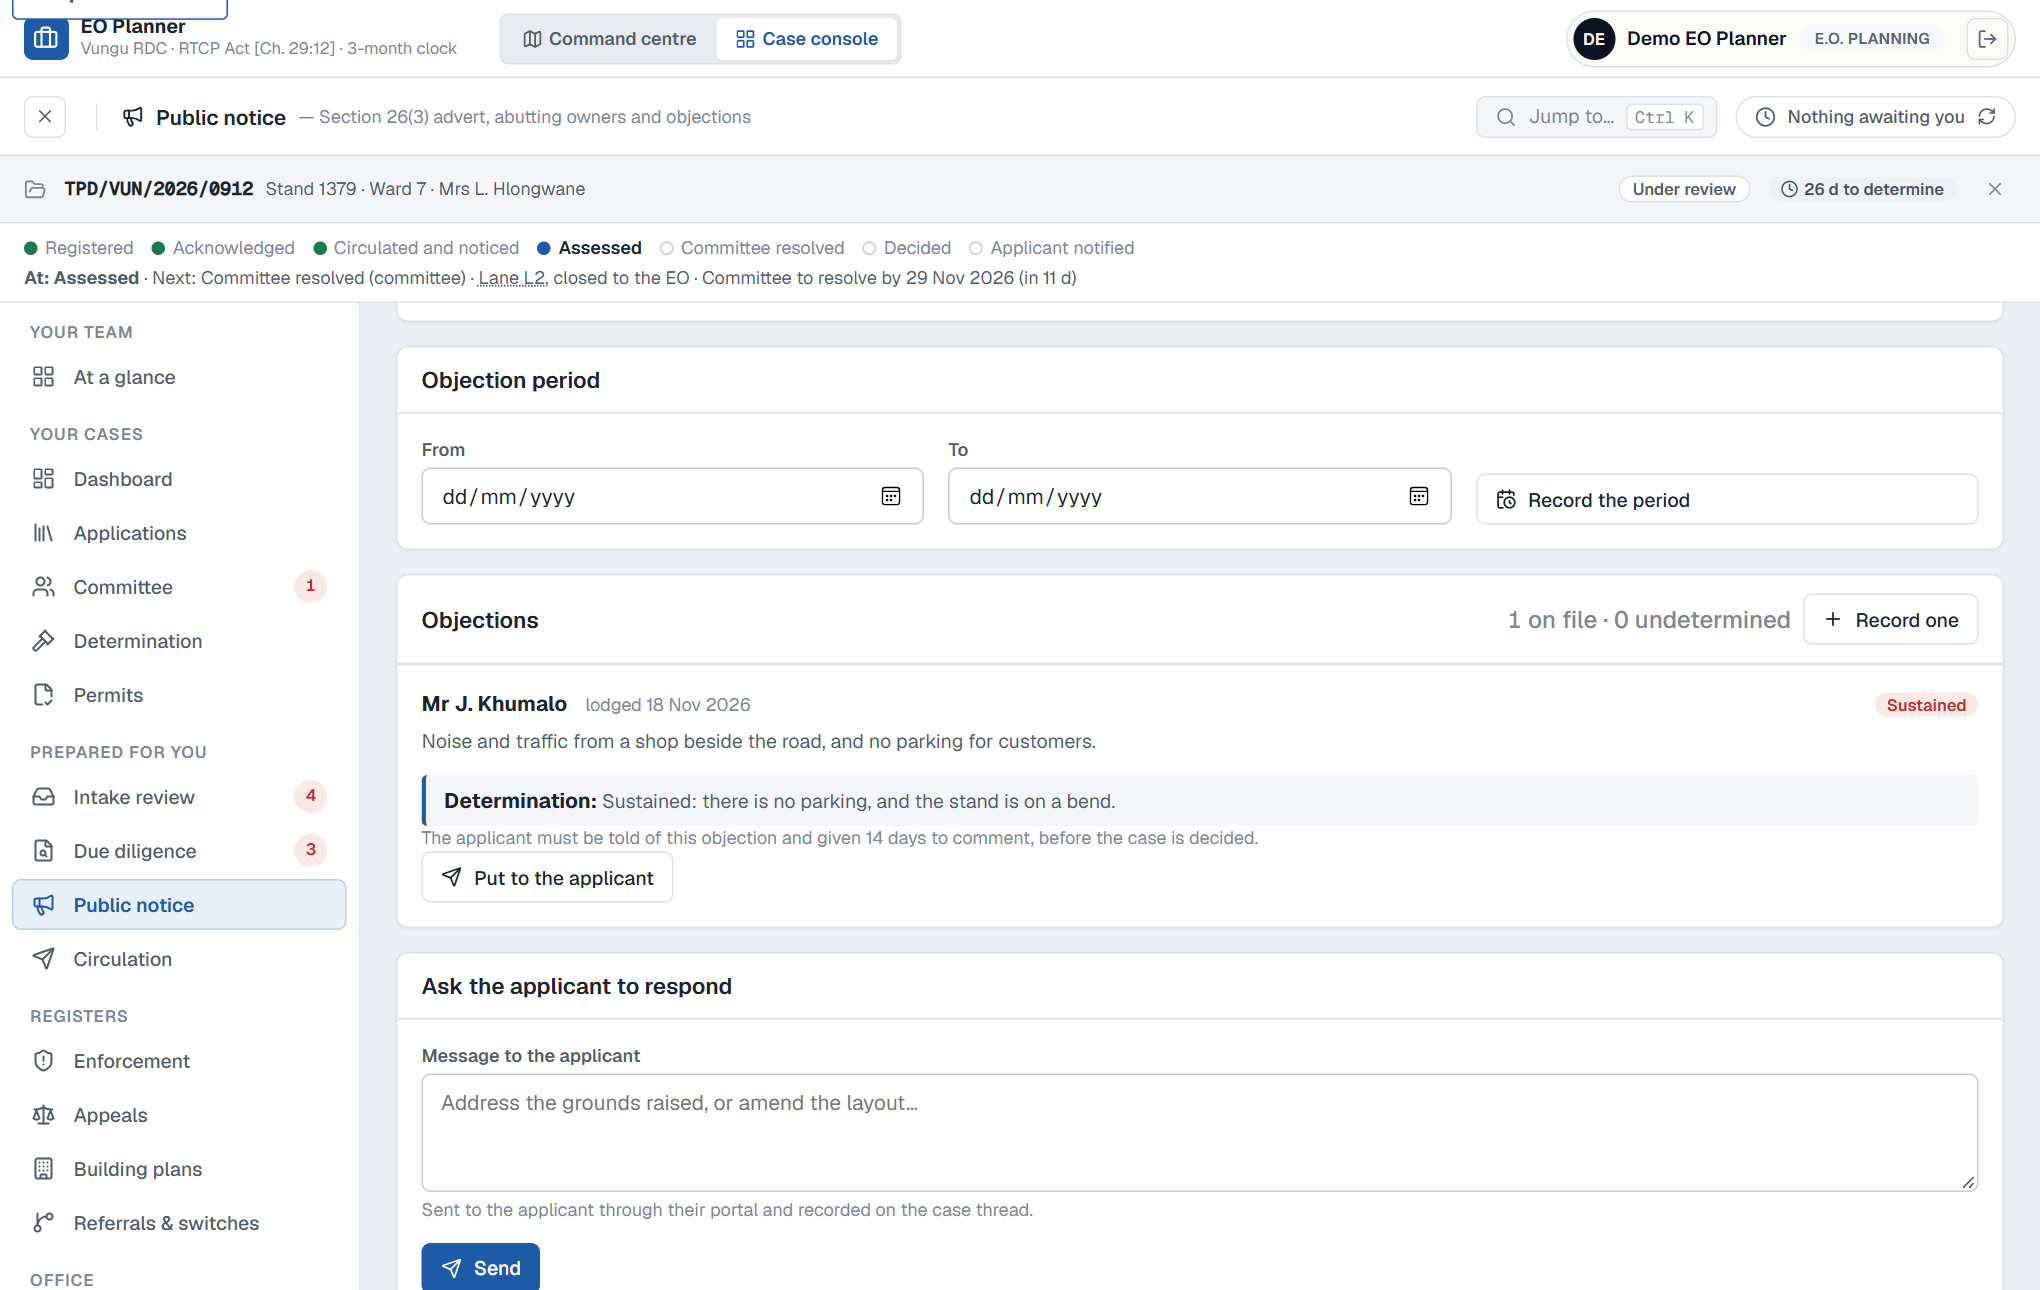 EO Planner
Vungu RDC · RTCP Act [Ch. 29:12] · 3-month clock
Command centre
Case console
DE
Demo EO Planner
E.O. PLANNING
Public notice
— Section 26(3) advert, abutting owners and objections
Jump to...
Ctrl K
Nothing awaiting you
TPD/VUN/2026/0912
Stand 1379 · Ward 7 · Mrs L. Hlongwane
Under review
26 d to determine
Registered
Acknowledged
Circulated and noticed
Assessed
Committee resolved
Decided
Applicant notified
At: Assessed · Next: Committee resolved (committee) · Lane L2, closed to the EO · Committee to resolve by 29 Nov 2026 (in 11 d)
YOUR TEAM
At a glance
YOUR CASES
Dashboard
Applications
Committee
1
Determination
Permits
PREPARED FOR YOU
Intake review
4
Due diligence
3
Public notice
Circulation
REGISTERS
Enforcement
Appeals
Building plans
Referrals & switches
OFFICE
Objection period
From
To
dd/mm/yyyy
dd/mm/yyyy
Record the period
Objections
1 on file · 0 undetermined
Record one
Mr J. Khumalo
lodged 18 Nov 2026
Sustained
Noise and traffic from a shop beside the road, and no parking for customers.
Determination: Sustained: there is no parking, and the stand is on a bend.
The applicant must be told of this objection and given 14 days to comment, before the case is decided.
Put to the applicant
Ask the applicant to respond
Message to the applicant
Address the grounds raised, or amend the layout...
Sent to the applicant through their portal and recorded on the case thread.
Send